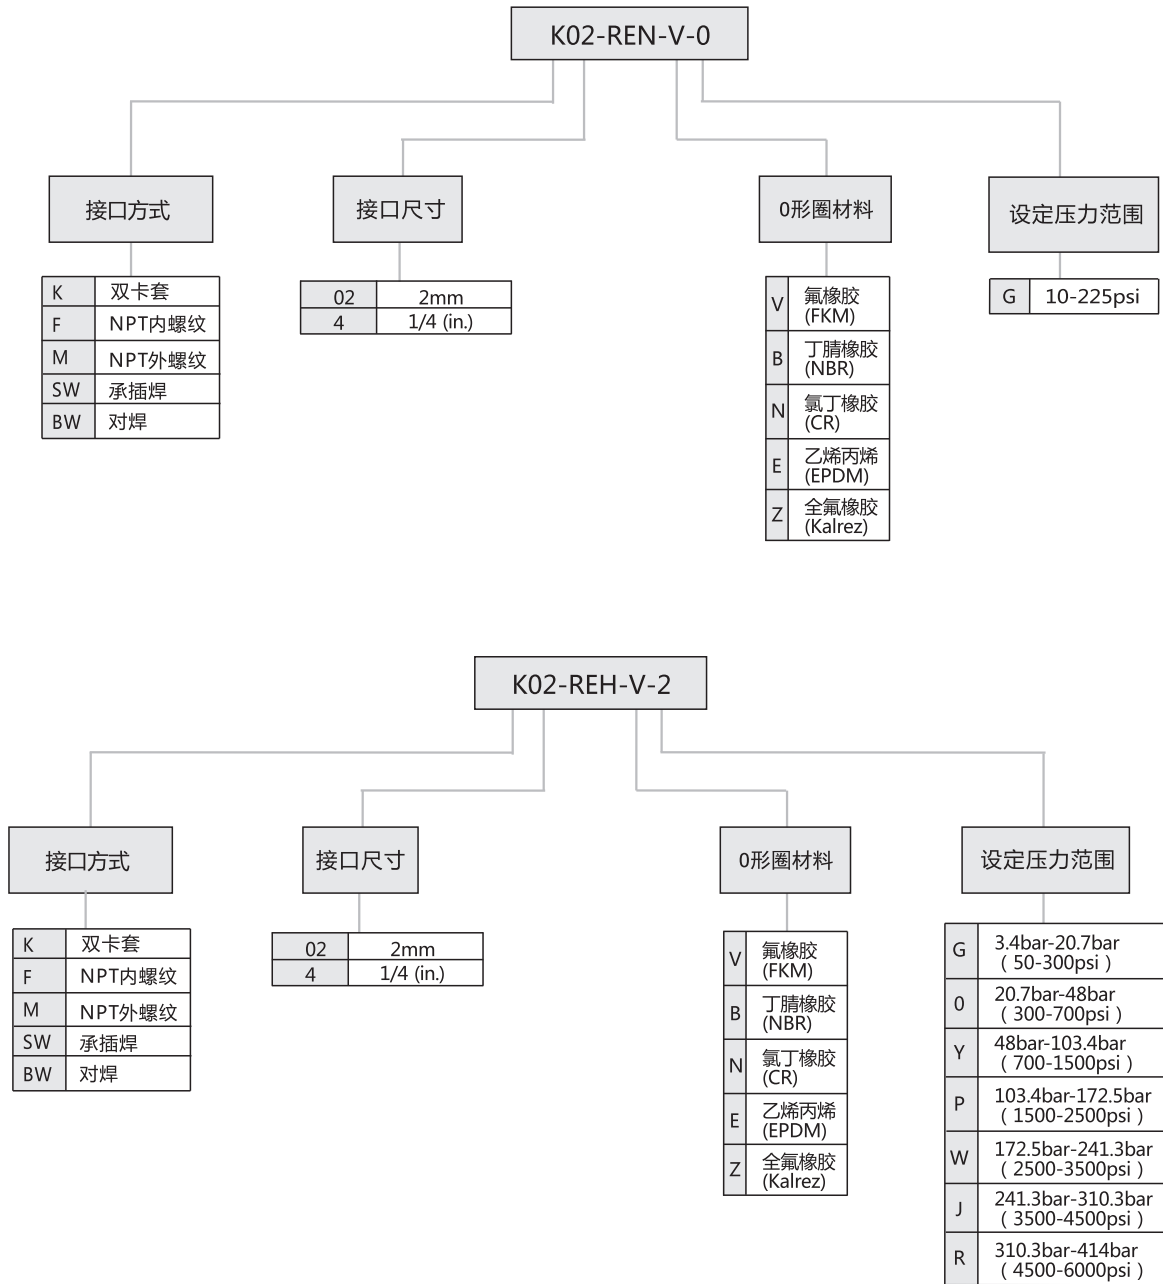 K02-REN-V-0
接口方式
接口尺寸
0形圈材料
设定压力范围
K 双卡套
F NPT内螺纹
M NPT外螺纹
SW 承插焊
BW 对焊
02 2mm
4 1/4 (in.)
V 氟橡胶
(FKM)
B 丁腈橡胶
(NBR)
N 氯丁橡胶
(CR)
E 乙烯丙烯
(EPDM)
Z 全氟橡胶
(Kalrez)
G 10-225psi
K02-REH-V-2
接口方式
接口尺寸
0形圈材料
设定压力范围
K 双卡套
F NPT内螺纹
M NPT外螺纹
SW 承插焊
BW 对焊
02 2mm
4 1/4 (in.)
V 氟橡胶
(FKM)
B 丁腈橡胶
(NBR)
N 氯丁橡胶
(CR)
E 乙烯丙烯
(EPDM)
Z 全氟橡胶
(Kalrez)
G 3.4bar-20.7bar
（50-300psi）
0 20.7bar-48bar
（300-700psi）
Y 48bar-103.4bar
（700-1500psi）
P 103.4bar-172.5bar
（1500-2500psi）
W 172.5bar-241.3bar
（2500-3500psi）
J 241.3bar-310.3bar
（3500-4500psi）
R 310.3bar-414bar
（4500-6000psi）